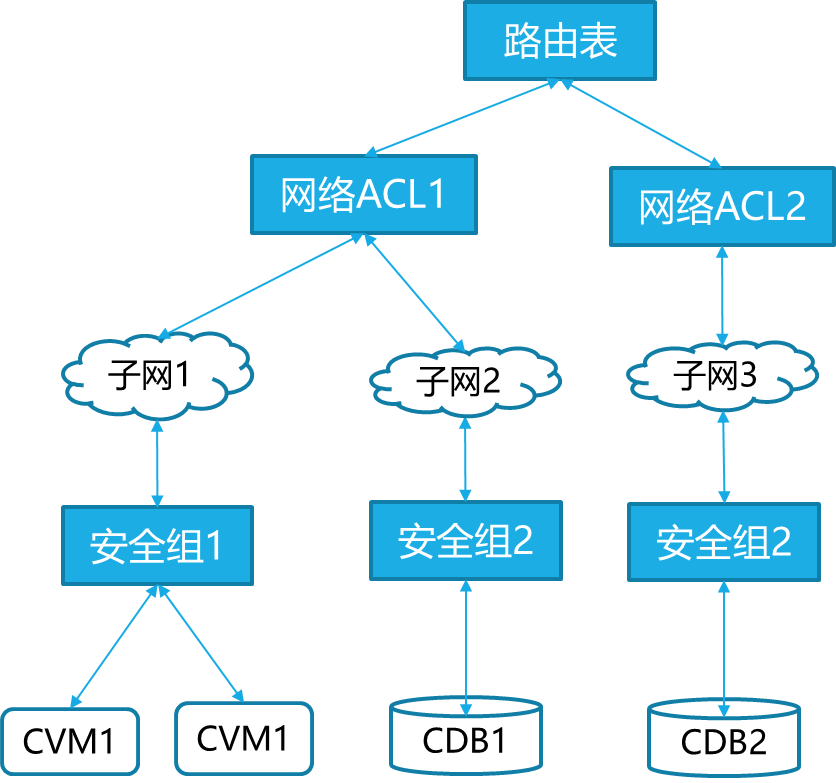 路由表
网络ACL1
网络ACL2
子网1
子网2
子网3
安全组1
安全组2
安全组2
CVM1
CVM1
CDB1
CDB2